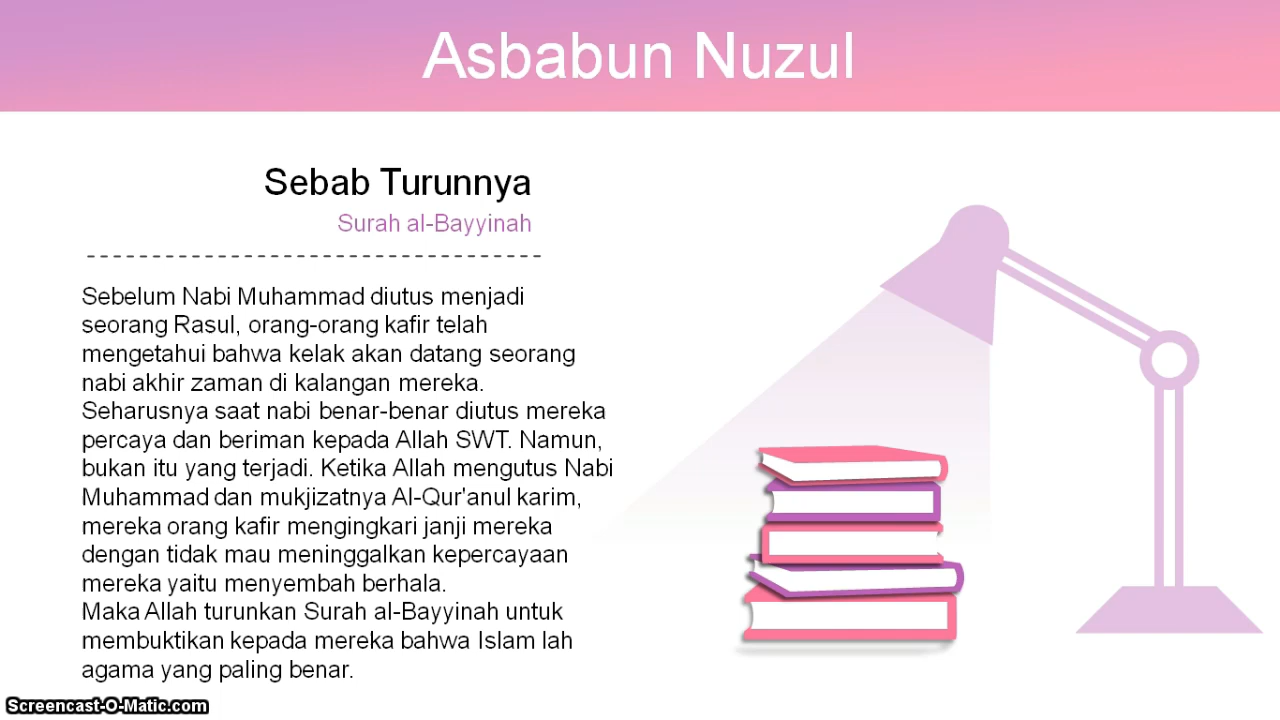 Asbabun Nuzul
Sebab Turunnya
Surah al-Bayyinah
Sebelum Nabi Muhammad diutus menjadi
seorang Rasul, orang-orang kafir telah
mengetahui bahwa kelak akan datang seorang
nabi akhir zaman di kalangan mereka.
Seharusnya saat nabi benar-benar diutus mereka
percaya dan beriman kepada Allah SWT. Namun,
bukan itu yang terjadi. Ketika Allah mengutus Nabi
Muhammad dan mukjizatnya Al-Qur'anul karim,
mereka orang kafir mengingkari janji mereka
dengan tidak mau meninggalkan kepercayaan
mereka yaitu menyembah berhala.
Maka Allah turunkan Surah al-Bayyinah untuk
membuktikan kepada mereka bahwa Islam lah
agama yang paling benar.
Screencast-O-Matic.com